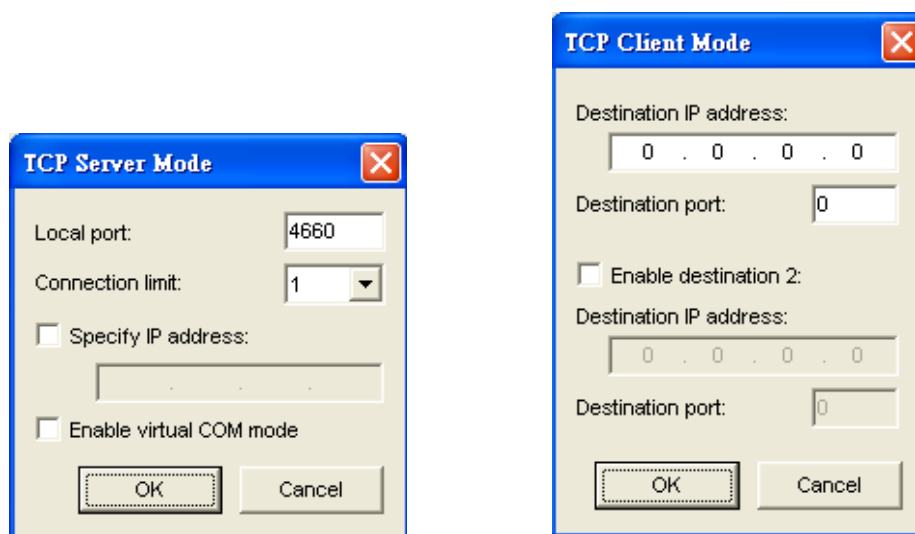 TCP Server Mode
Local port: 4660
Connection limit: 1
Specify IP address:
. . .
Enable virtual COM mode
OK Cancel
TCP Client Mode
Destination IP address:
0 . 0 . 0 . 0
Destination port: 0
Enable destination 2:
Destination IP address:
0 . 0 . 0 . 0
Destination port: 0
OK Cancel